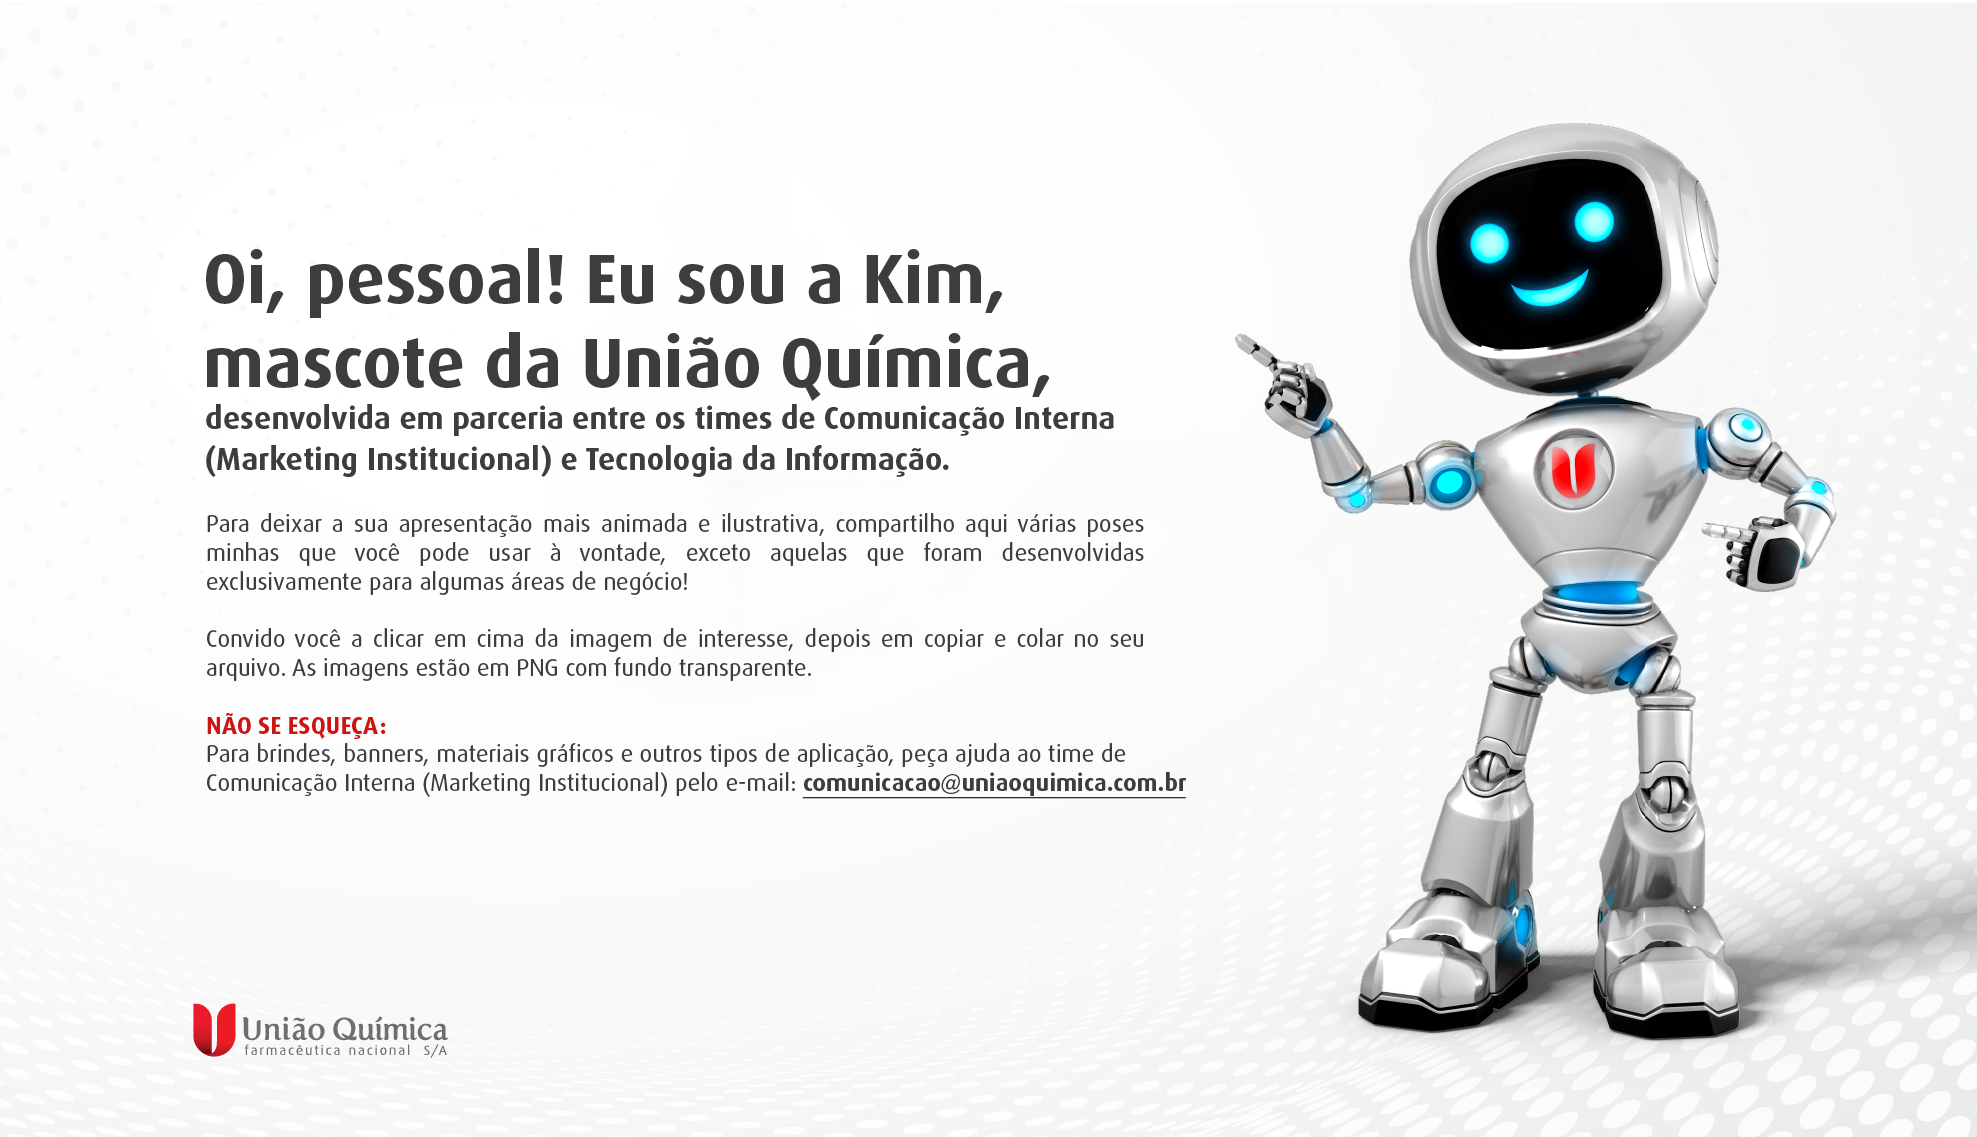 Oi, pessoal! Eu sou a Kim,
mascote da União Química,
desenvolvida em parceria entre os times de Comunicação Interna
(Marketing Institucional) e Tecnologia da Informação.
Para deixar a sua apresentação mais animada e ilustrativa, compartilho aqui várias poses
minhas que você pode usar à vontade, exceto aquelas que foram desenvolvidas
exclusivamente para algumas áreas de negócio!
Convido você a clicar em cima da imagem de interesse, depois em copiar e colar no seu
arquivo. As imagens estão em PNG com fundo transparente.
NÃO SE ESQUEÇA:
Para brindes, banners, materiais gráficos e outros tipos de aplicação, peça ajuda ao time de
Comunicação Interna (Marketing Institucional) pelo e-mail: comunicacao@uniaoquimica.com.br
União Química
farmacêutica nacional S/A